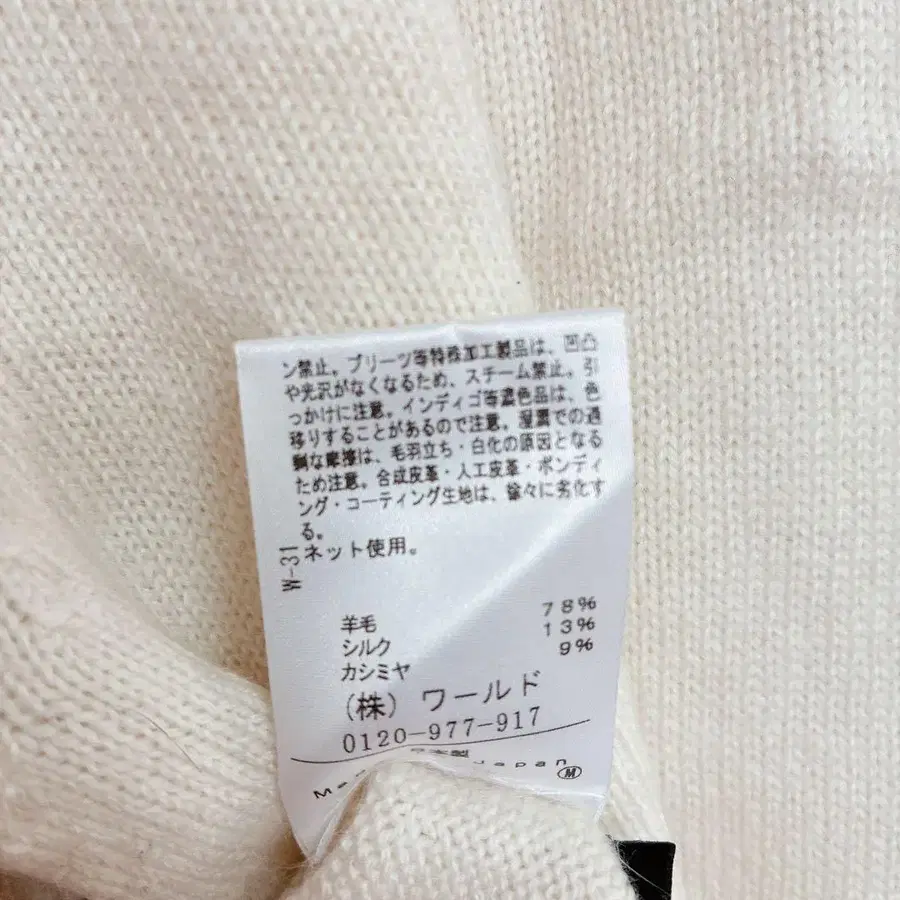 ン禁止。プリーツ等特殊加工製品は、凹凸
や光沢がなくなるため、スチーム禁止。引
っかけに注意。インディゴ等濃色品は、色
移りすることがあるので注意。湿潤での過
剰な摩擦は、毛羽立ち・白化の原因となる
ため注意。合成皮革・人工皮革・ボンディ
ング・コーティング生地は、徐々に劣化す
る。
ネット使用。
W-31
羊毛 78%
シルク 13%
カシミヤ 9%
(株) ワールド
0120-977-917
日本製
Japan
M